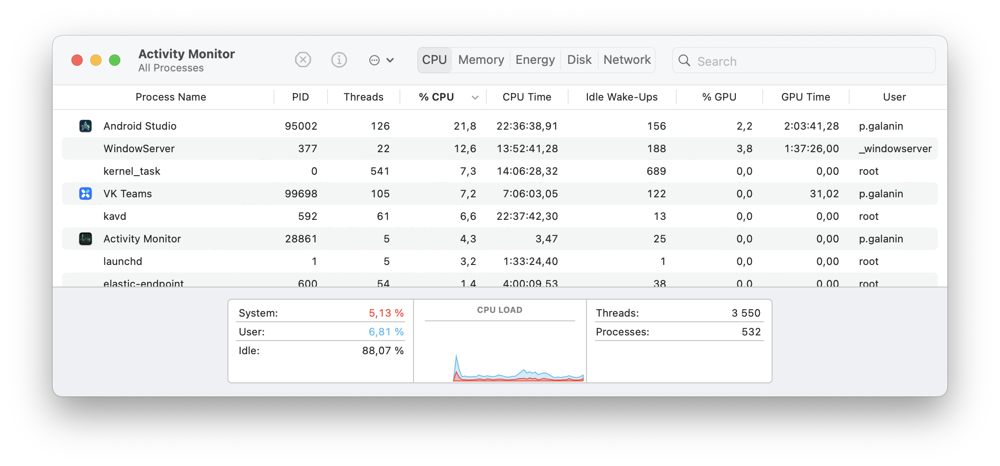 Activity Monitor
All Processes
CPU Memory Energy Disk Network
Search
Process Name PID Threads % CPU CPU Time Idle Wake-Ups % GPU GPU Time User
Android Studio 95002 126 21,8 22:36:38,91 156 2,2 2:03:41,28 p.galanin
WindowServer 377 22 12,6 13:52:41,28 188 3,8 1:37:26,00 _windowserver
kernel_task 0 541 7,3 14:06:28,32 689 0,0 0,00 root
VK Teams 99698 105 7,2 7:06:03,05 122 0,0 31,02 p.galanin
kavd 592 61 6,6 22:37:42,30 13 0,0 0,00 root
Activity Monitor 28861 5 4,3 3,47 25 0,0 0,00 p.galanin
launchd 1 5 3,2 1:33:24,40 1 0,0 0,00 root
elastic-endpoint 600 54 1,4 4:00:09,53 38 0,0 0,00 root
System: 5,13 %
User: 6,81 %
Idle: 88,07 %
CPU LOAD
Threads: 3 550
Processes: 532